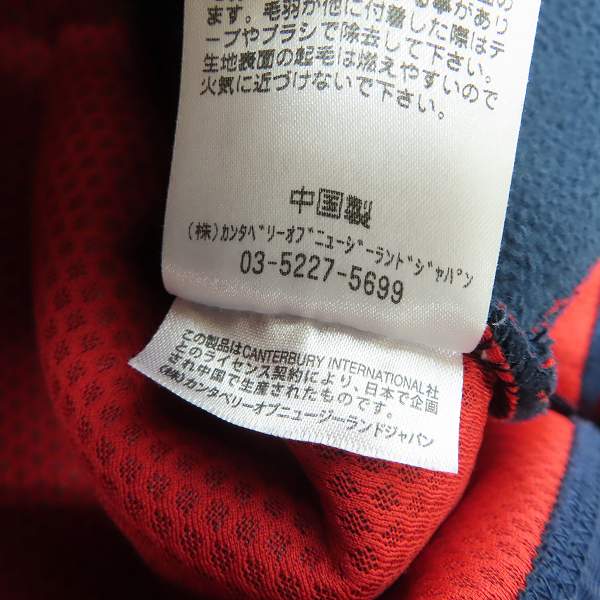 ます。毛羽が他に付着した際はテ
ープやブラシで除去して下さい。
生地表面の起毛は燃えやすいので
火気に近づけないで下さい。
中国製
(株)カンタベリーオブニュージーランドジャパン
03-5227-5699
この製品はCANTERBURY INTERNATIONAL社
とのライセンス契約により、日本で企画
され中国で生産されたものです。
(株)カンタベリーオブニュージーランドジャパン